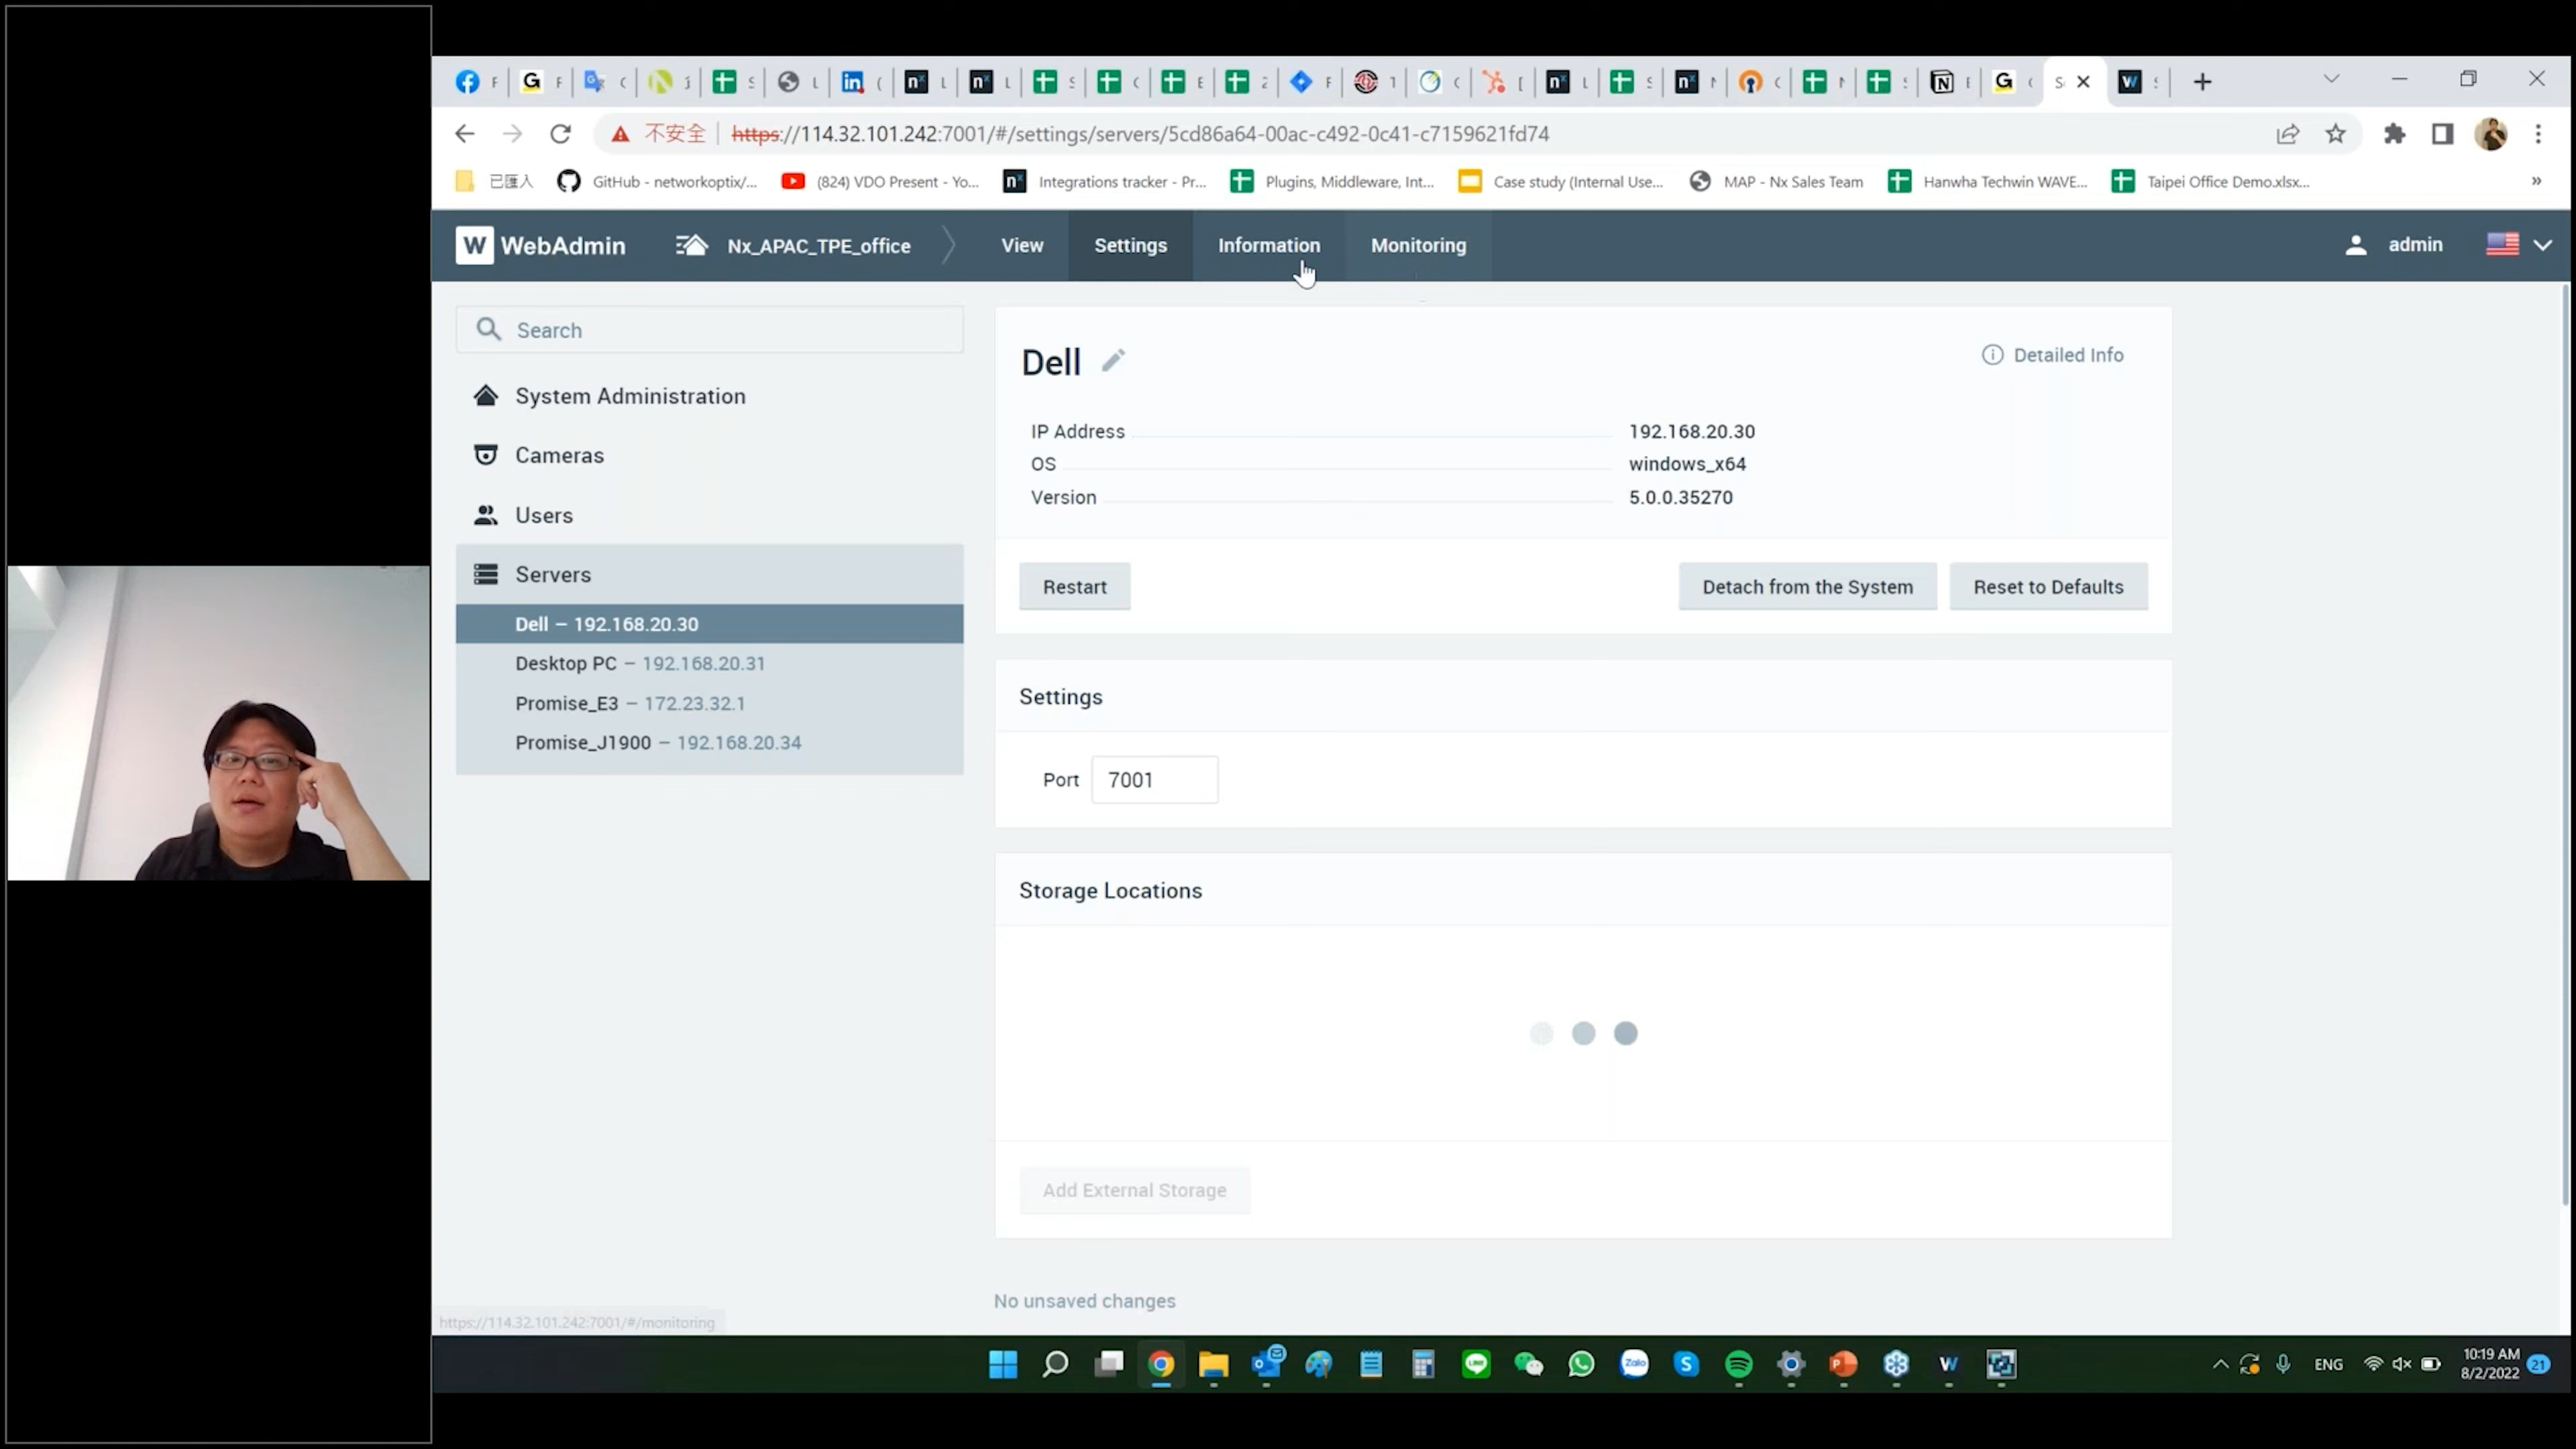 不安全 https://114.32.101.242:7001/#/settings/servers/5cd86a64-00ac-c492-0c41-c7159621fd74
已匯入 GitHub - networkoptix/... (824) VDO Present - Yo... Integrations tracker - Pr... Plugins, Middleware, Int... Case study (Internal Use... MAP - Nx Sales Team Hanwha Techwin WAVE... Taipei Office Demo.xlsx... »
W WebAdmin Nx_APAC_TPE_office View Settings Information Monitoring admin
Search
System Administration
Cameras
Users
Servers
Dell – 192.168.20.30
Desktop PC – 192.168.20.31
Promise_E3 – 172.23.32.1
Promise_J1900 – 192.168.20.34
Dell
Detailed Info
IP Address 192.168.20.30
OS windows_x64
Version 5.0.0.35270
Restart Detach from the System Reset to Defaults
Settings
Port 7001
Storage Locations
Add External Storage
No unsaved changes
https://114.32.101.242:7001/#/monitoring
ENG 10:19 AM
8/2/2022 21